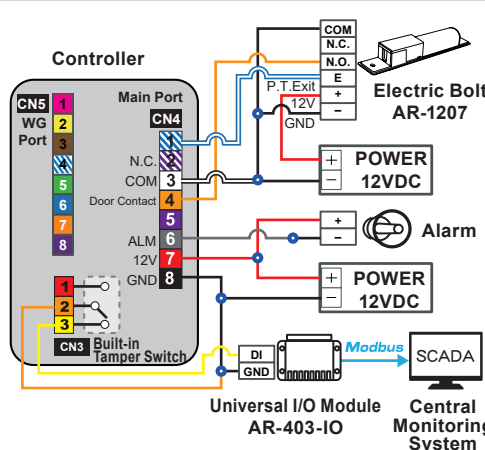 Controller
CN5
WG
Port
1
2
3
4
5
6
7
8
Main Port
CN4
1
N.C. 2
COM 3
Door Contact 4
5
ALM 6
12V 7
GND 8
1
2
3
CN3 Built-in
Tamper Switch
COM
N.C.
N.O.
E
P.T.Exit +
12V −
GND
Electric Bolt
AR-1207
+ POWER
− 12VDC
+
−
Alarm
+ POWER
− 12VDC
DI
GND
Modbus
SCADA
Universal I/O Module
AR-403-IO
Central
Monitoring
System